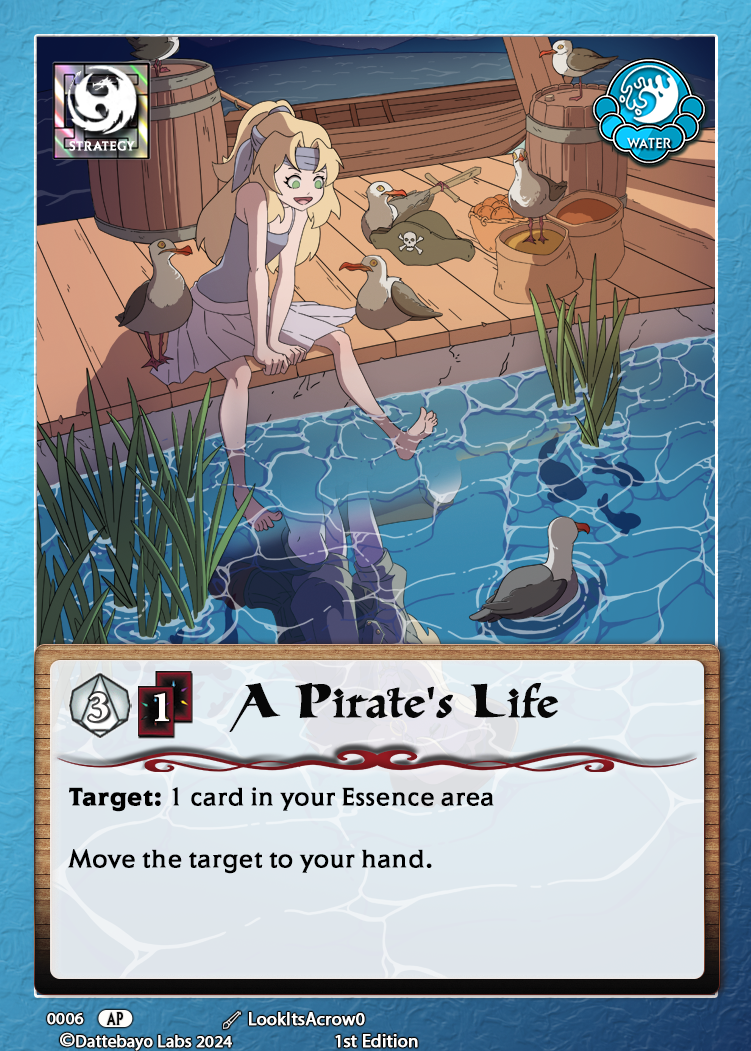 STRATEGY
WATER
3
1
A Pirate's Life
Target: 1 card in your Essence area
Move the target to your hand.
0006 AP LookItsAcrow0
©Dattebayo Labs 2024 1st Edition